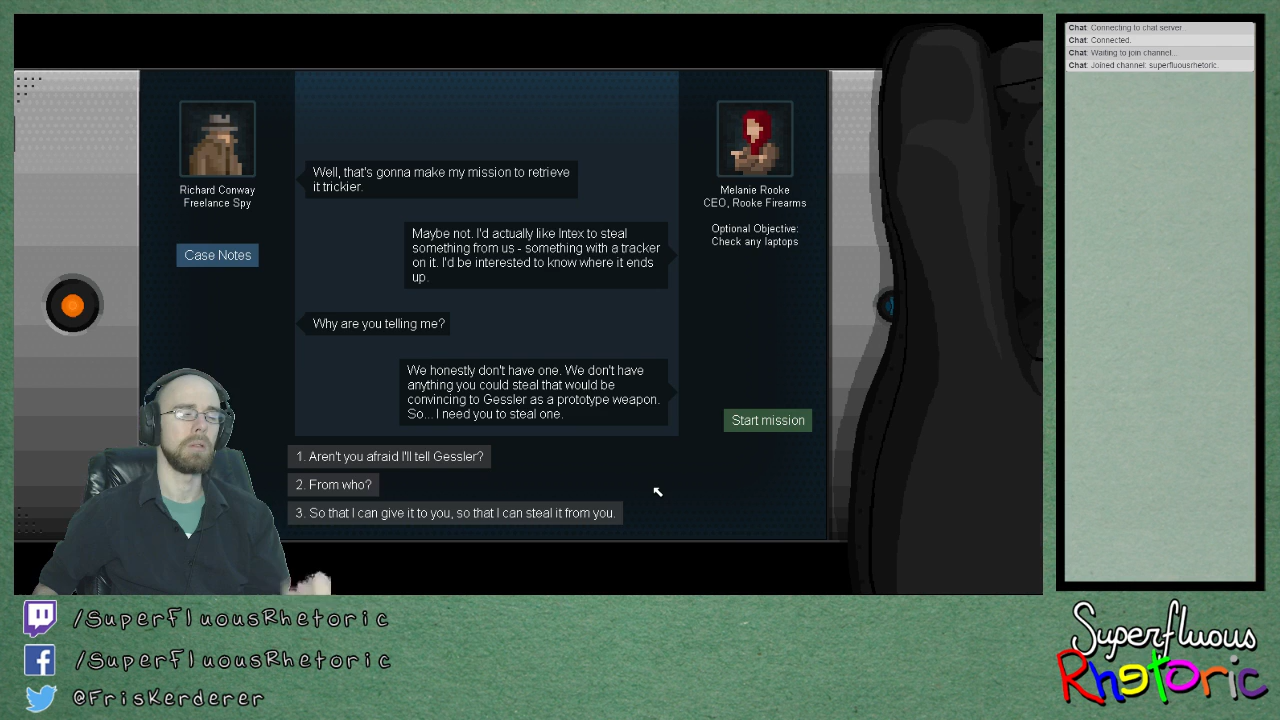 Chat: Connecting to chat server.
Chat: Connected.
Chat: Waiting to join channel...
Chat: Joined channel: superfluousrhetoric.
Richard Conway
Freelance Spy
Case Notes
Well, that's gonna make my mission to retrieve
it trickier.
Maybe not. I'd actually like Intex to steal
something from us - something with a tracker
on it. I'd be interested to know where it ends
up.
Why are you telling me?
We honestly don't have one. We don't have
anything you could steal that would be
convincing to Gessler as a prototype weapon.
So... I need you to steal one.
Melanie Rooke
CEO, Rooke Firearms
Optional Objective:
Check any laptops
Start mission
1. Aren't you afraid I'll tell Gessler?
2. From who?
3. So that I can give it to you, so that I can steal it from you.
/SuperFluousRhetoric
/SuperFluousRhetoric
@FrisKerderer
Superfluous
Rhetoric